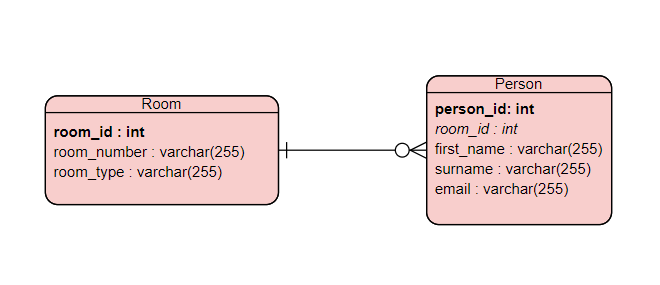 Room
room_id : int
room_number : varchar(255)
room_type : varchar(255)
Person
person_id: int
room_id : int
first_name : varchar(255)
surname : varchar(255)
email : varchar(255)